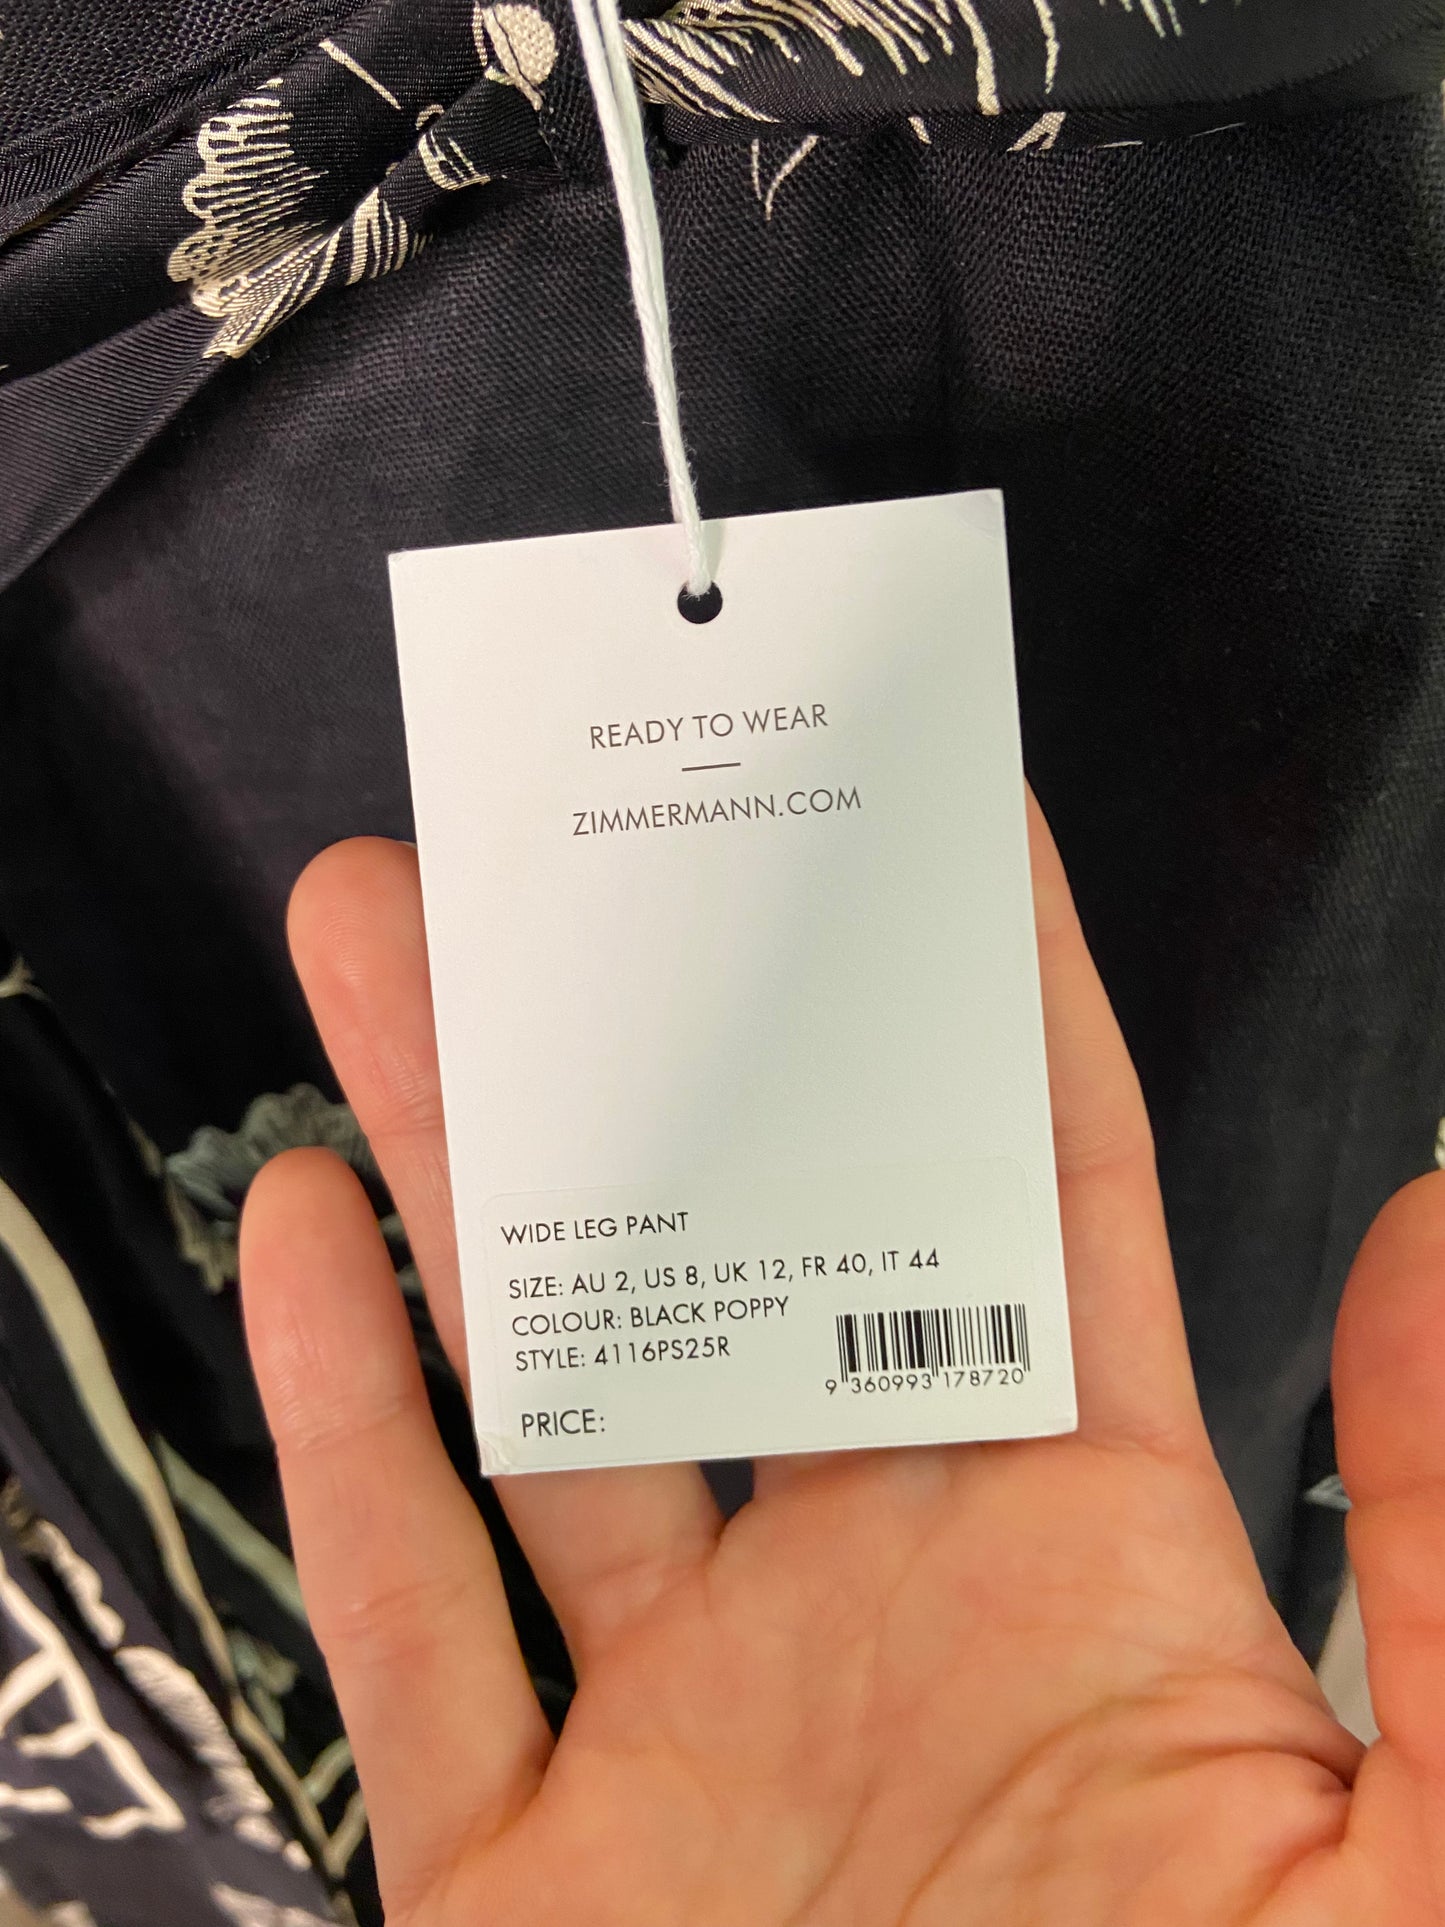 READY TO WEAR
ZIMMERMANN.COM
WIDE LEG PANT
SIZE: AU 2, US 8, UK 12, FR 40, IT 44
COLOUR: BLACK POPPY
STYLE: 4116PS25R
9 360993 178720
PRICE: